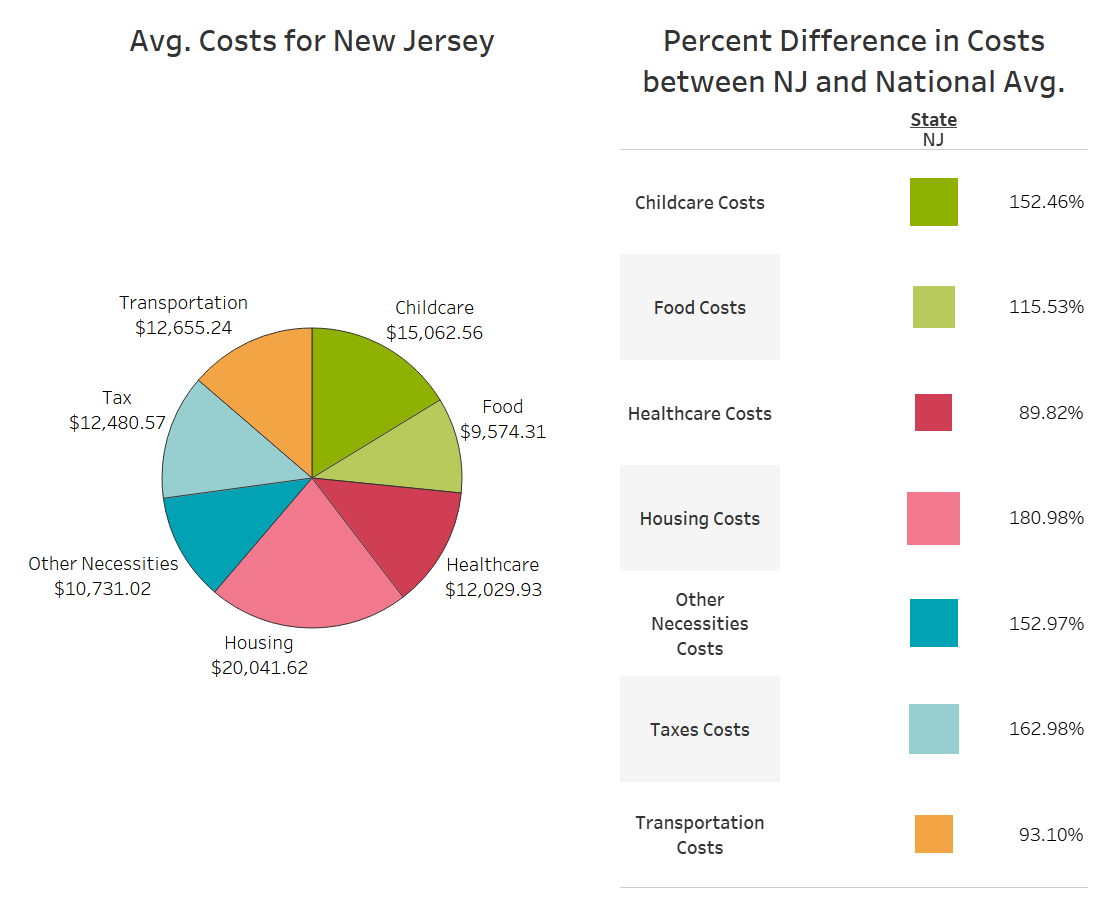 Avg. Costs for New Jersey
Transportation
$12,655.24
Childcare
$15,062.56
Tax
$12,480.57
Food
$9,574.31
Other Necessities
$10,731.02
Healthcare
$12,029.93
Housing
$20,041.62
Percent Difference in Costs
between NJ and National Avg.
State
NJ
Childcare Costs 152.46%
Food Costs 115.53%
Healthcare Costs 89.82%
Housing Costs 180.98%
Other
Necessities 152.97%
Costs
Taxes Costs 162.98%
Transportation
Costs
93.10%